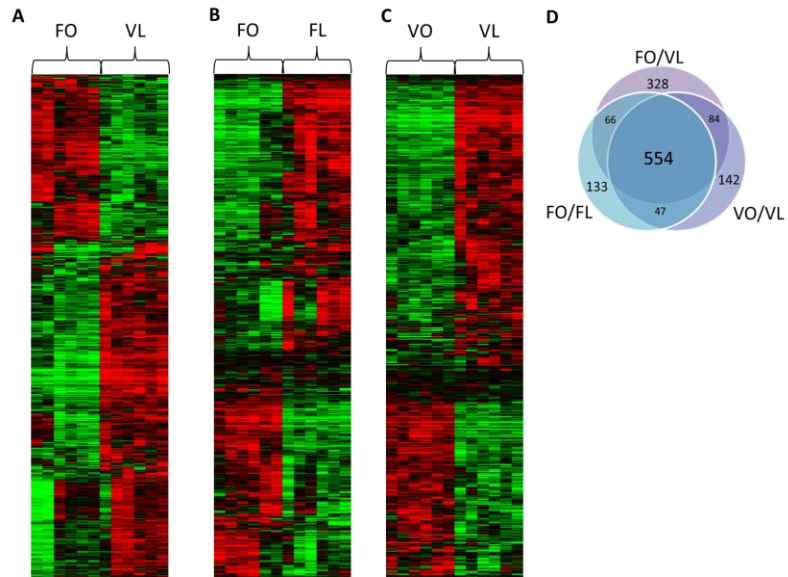 A
B
C
D
FO VL
FO FL
VO VL
FO/VL
328
66
84
554
133
142
FO/FL
47
VO/VL